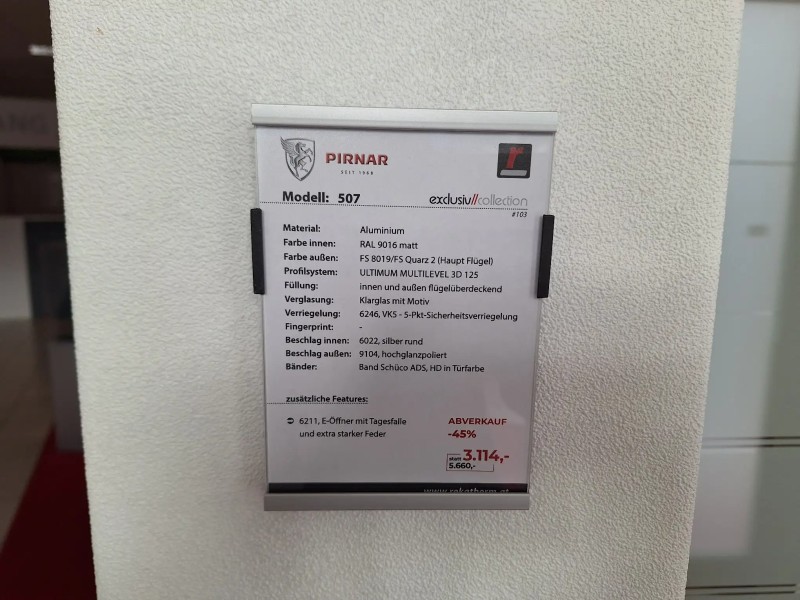 PIRNAR
SEIT 1968
r
Modell: 507
exclusiv//collection
#103
Material: Aluminium
Farbe innen: RAL 9016 matt
Farbe außen: FS 8019/FS Quarz 2 (Haupt Flügel)
Profilsystem: ULTIMUM MULTILEVEL 3D 125
Füllung: innen und außen flügelüberdeckend
Verglasung: Klarglas mit Motiv
Verriegelung: 6246, VK5 - 5-Pkt-Sicherheitsverriegelung
Fingerprint: -
Beschlag innen: 6022, silber rund
Beschlag außen: 9104, hochglanzpoliert
Bänder: Band Schüco ADS, HD in Türfarbe
zusätzliche Features:
6211, E-Öffner mit Tagesfalle
und extra starker Feder
ABVERKAUF
-45%
statt 3.114,-
5.660,-